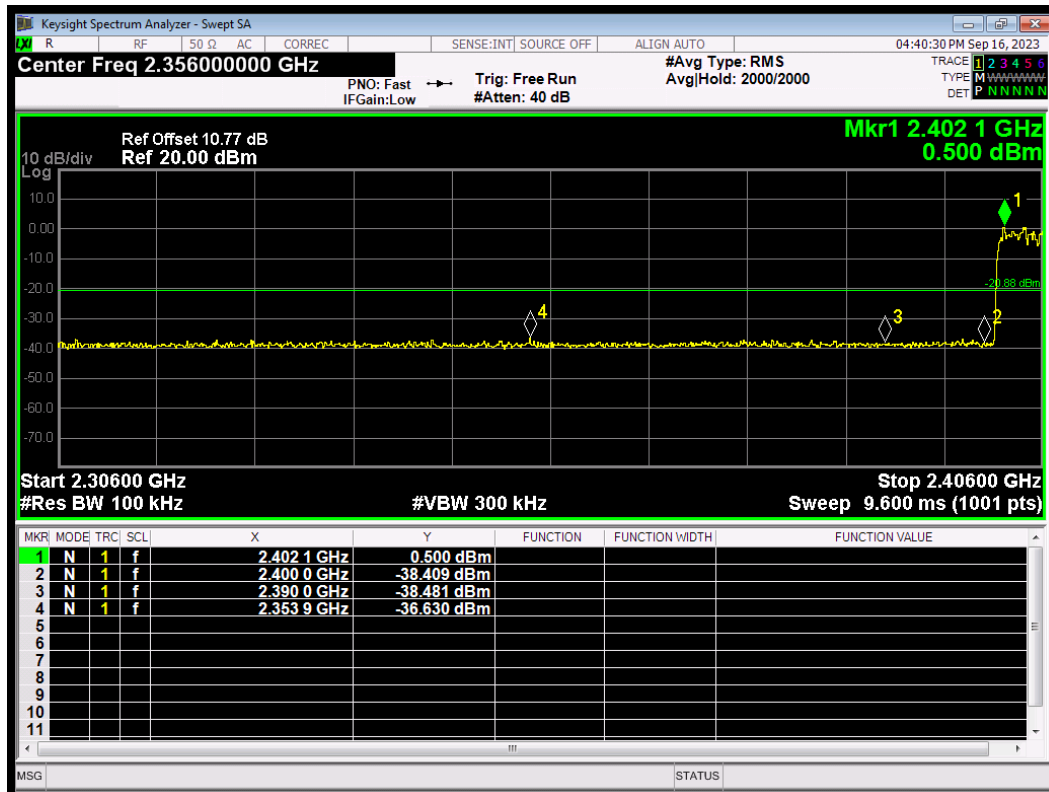 Keysight Spectrum Analyzer - Swept SA
LXI R RF 50 Ω AC CORREC SENSE:INT SOURCE OFF ALIGN AUTO 04:40:30 PM Sep 16, 2023
Center Freq 2.356000000 GHz #Avg Type: RMS TRACE 1 2 3 4 5 6
PNO: Fast Trig: Free Run Avg|Hold: 2000/2000 TYPE M WWWWW
IFGain:Low #Atten: 40 dB DET P N N N N N
Mkr1 2.402 1 GHz
0.500 dBm
Ref Offset 10.77 dB
10 dB/div Ref 20.00 dBm
Log
10.0
1
0.00
-10.0
-20.0
-20.88 dBm
-30.0
4
3
2
-40.0
-50.0
-60.0
-70.0
Start 2.30600 GHz Stop 2.40600 GHz
#Res BW 100 kHz #VBW 300 kHz Sweep 9.600 ms (1001 pts)
MKR MODE TRC SCL X Y FUNCTION FUNCTION WIDTH FUNCTION VALUE
1 N 1 f 2.402 1 GHz 0.500 dBm
2 N 1 f 2.400 0 GHz -38.409 dBm
3 N 1 f 2.390 0 GHz -38.481 dBm
4 N 1 f 2.353 9 GHz -36.630 dBm
5
6
7
8
9
10
11
MSG STATUS